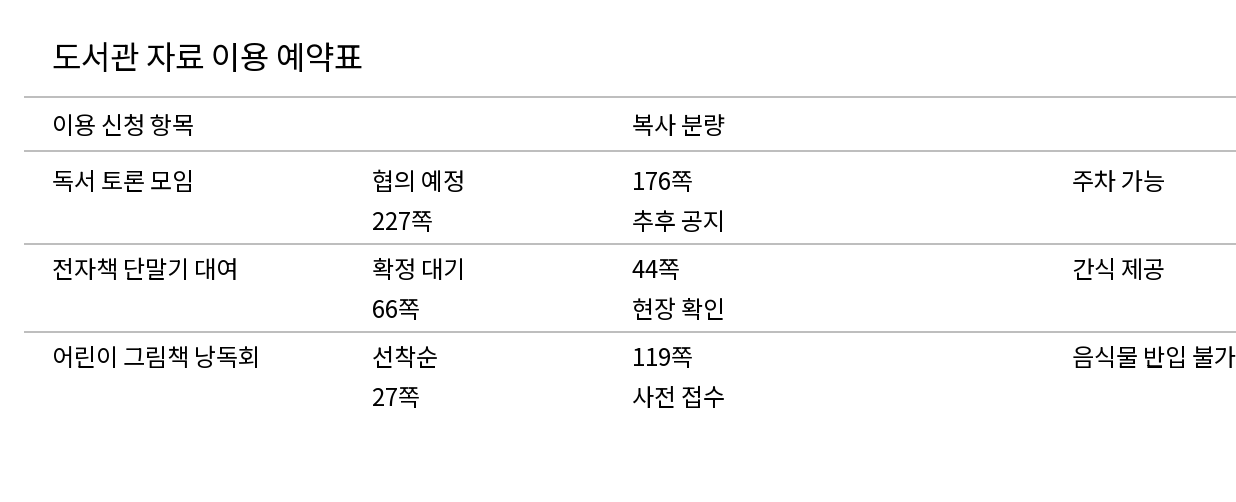 도서관 자료 이용 예약표
이용 신청 항목 복사 분량
독서 토론 모임 협의 예정 176쪽 주차 가능
227쪽 추후 공지
전자책 단말기 대여 확정 대기 44쪽 간식 제공
66쪽 현장 확인
어린이 그림책 낭독회 선착순 119쪽 음식물 반입 불가
27쪽 사전 접수